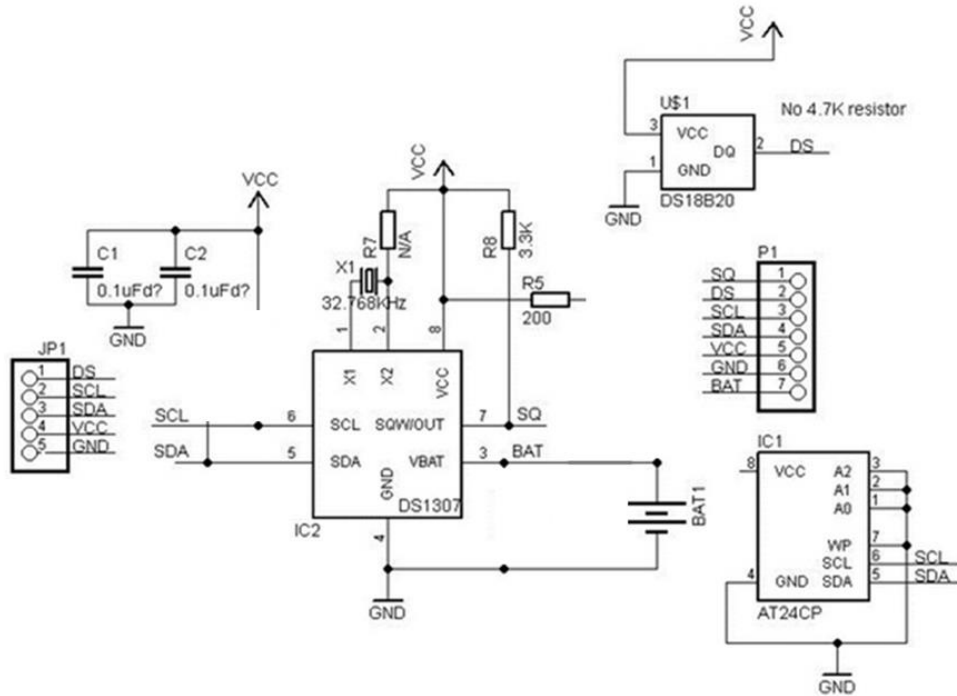 VCC
U$1
No 4.7K resistor
3
VCC
DQ
2
DS
1
GND
DS18B20
GND
VCC
C1
C2
0.1uFd?
0.1uFd?
GND
VCC
R7
N/A
R8
3.3K
X1
32.768KHz
R5
200
1
2
8
X1
X2
VCC
SCL
6
SCL
SQW/OUT
7
SQ
SDA
5
SDA
VBAT
3
BAT
GND
DS1307
IC2
4
GND
BAT1
JP1
1
DS
2
SCL
3
SDA
4
VCC
5
GND
P1
SQ
1
DS
2
SCL
3
SDA
4
VCC
5
GND
6
BAT
7
IC1
8
VCC
A2
3
A1
2
A0
1
WP
7
SCL
6
SCL
4
GND
SDA
5
SDA
AT24CP
GND